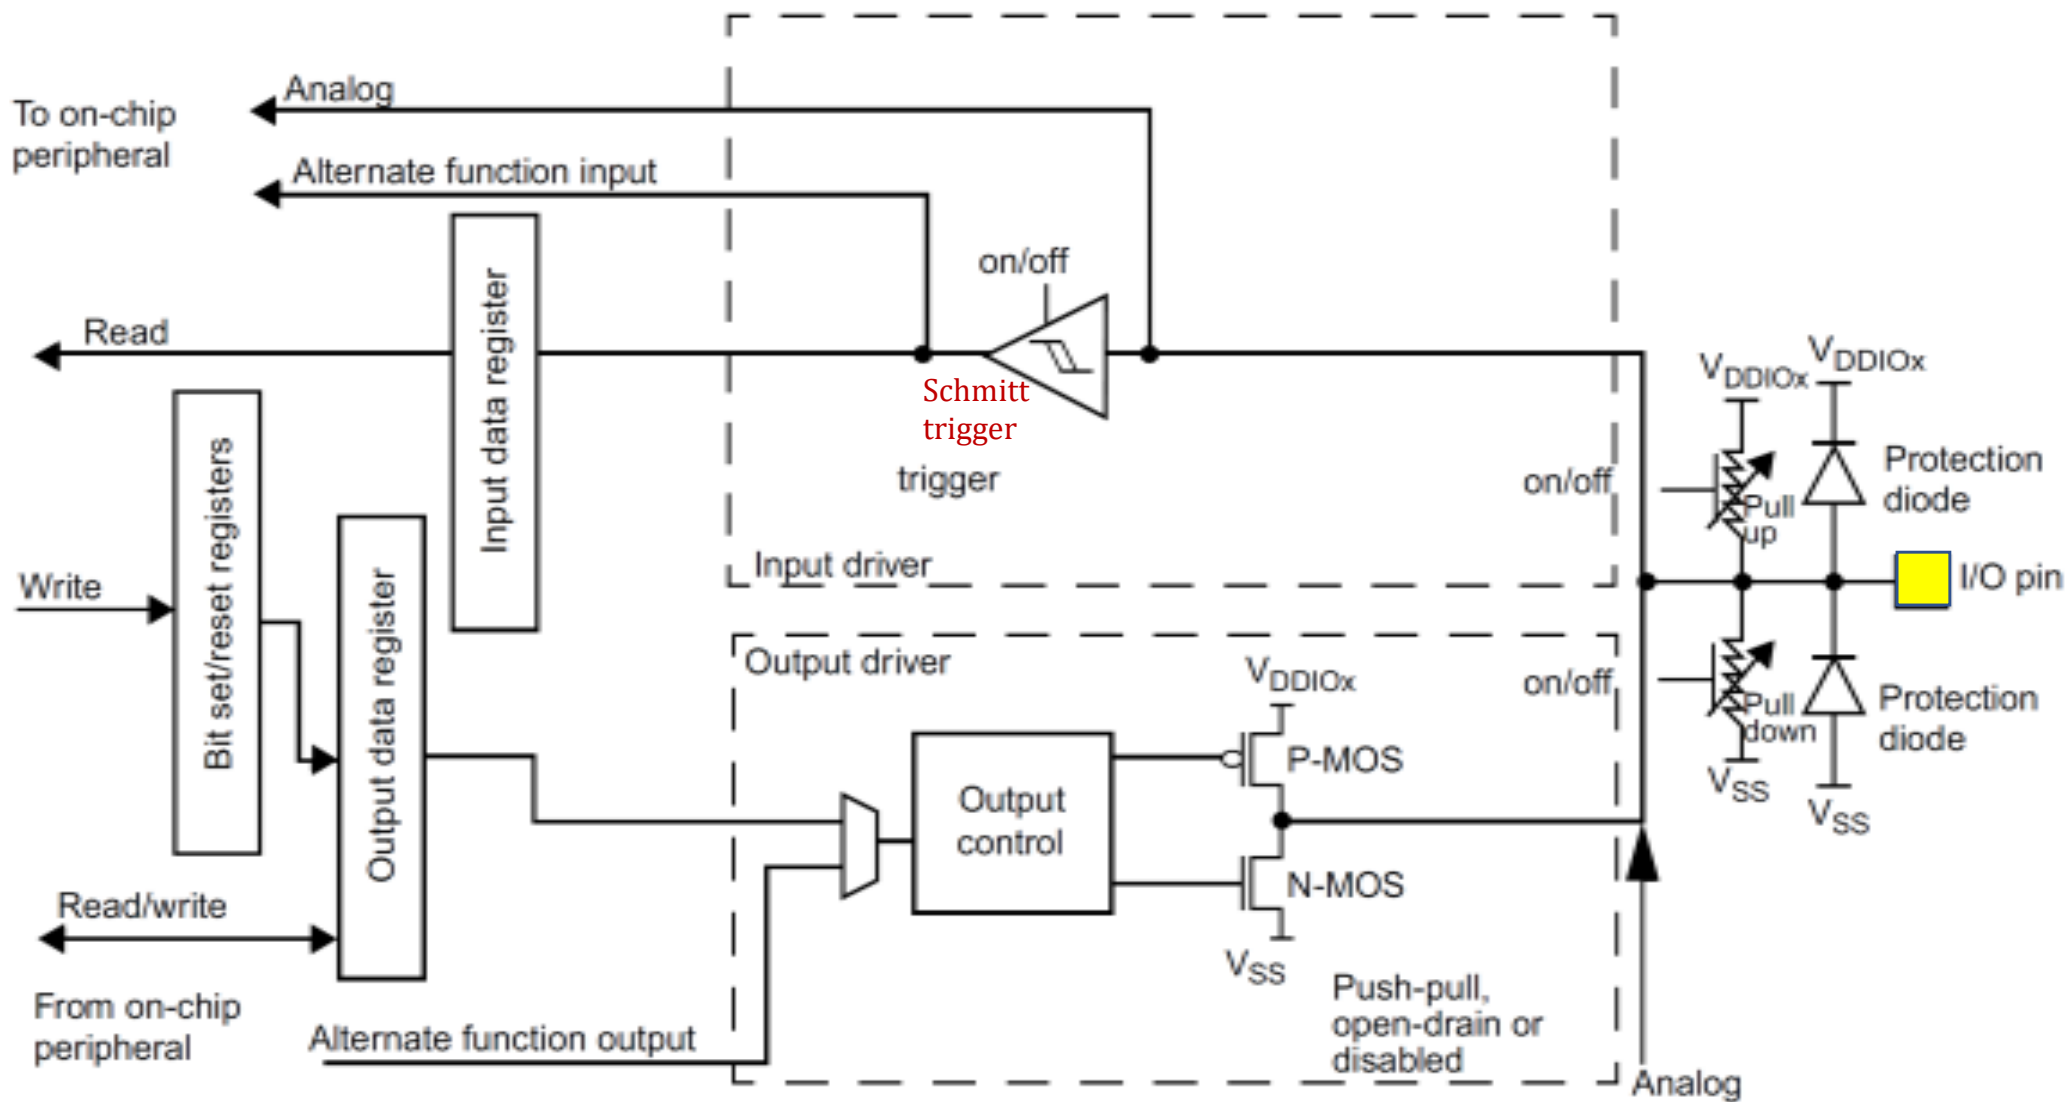 Analog
To on-chip
peripheral
Alternate function input
on/off
Read
Input data register
Schmitt
trigger
trigger
VDDIOx
VDDIOx
on/off
Pull
up
Protection
diode
Input driver
I/O pin
Write
Bit set/reset registers
Output data register
Output driver
VDDIOx
on/off
Pull
down
Protection
diode
P-MOS
VSS
VSS
Output
control
N-MOS
VSS
Read/write
Push-pull,
open-drain or
disabled
From on-chip
peripheral
Alternate function output
Analog